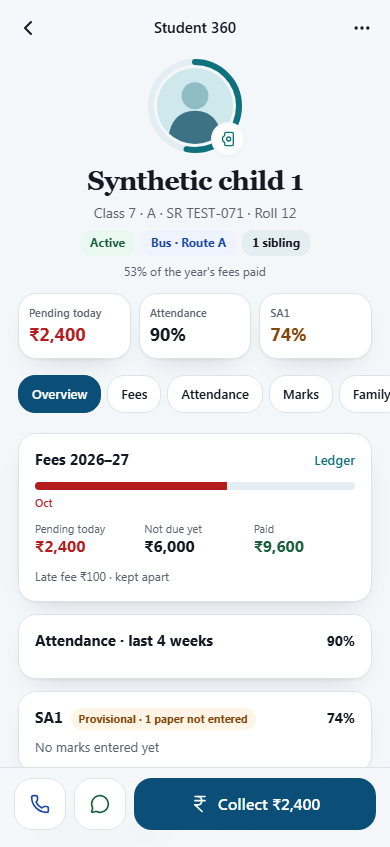 Student 360
Synthetic child 1
Class 7 · A · SR TEST-071 · Roll 12
Active Bus · Route A 1 sibling
53% of the year's fees paid
Pending today Attendance SA1
₹2,400 90% 74%
Overview Fees Attendance Marks Family
Fees 2026–27 Ledger
Oct
Pending today Not due yet Paid
₹2,400 ₹6,000 ₹9,600
Late fee ₹100 · kept apart
Attendance · last 4 weeks 90%
SA1 Provisional · 1 paper not entered 74%
No marks entered yet
₹ Collect ₹2,400